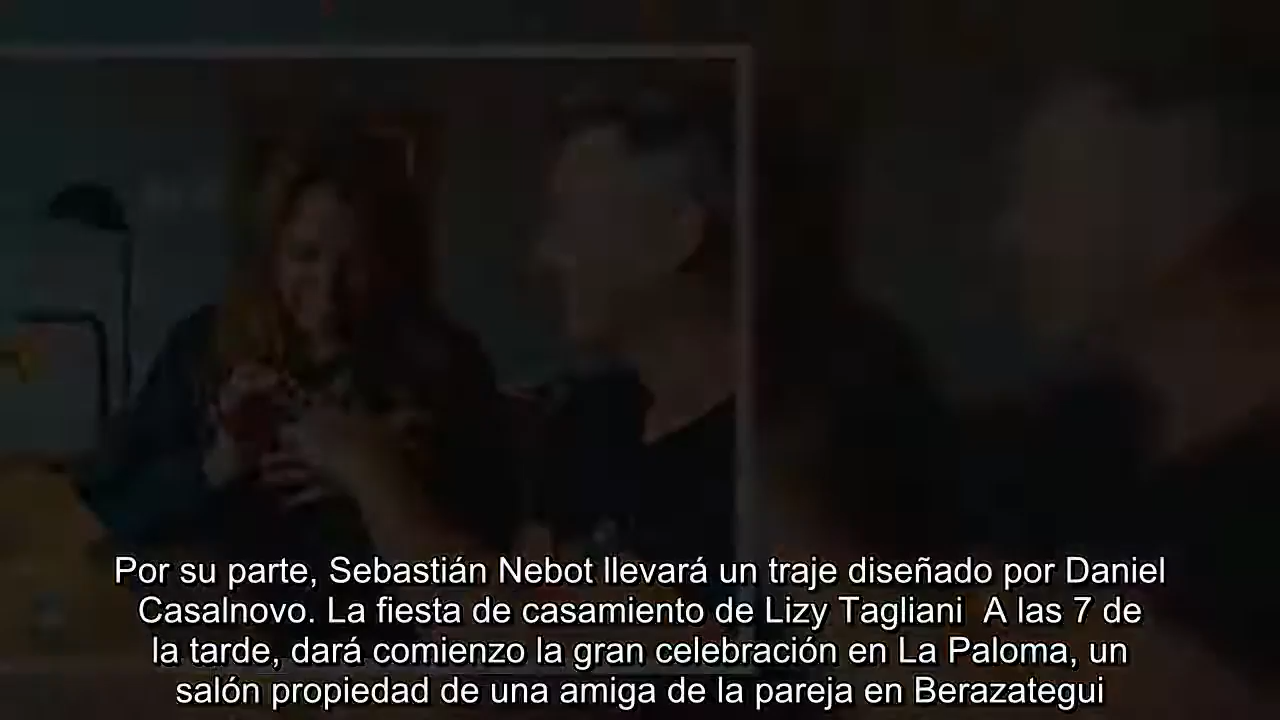 Por su parte, Sebastián Nebot llevará un traje diseñado por Daniel
Casalnovo. La fiesta de casamiento de Lizy Tagliani  A las 7 de
la tarde, dará comienzo la gran celebración en La Paloma, un
salón propiedad de una amiga de la pareja en Berazategui